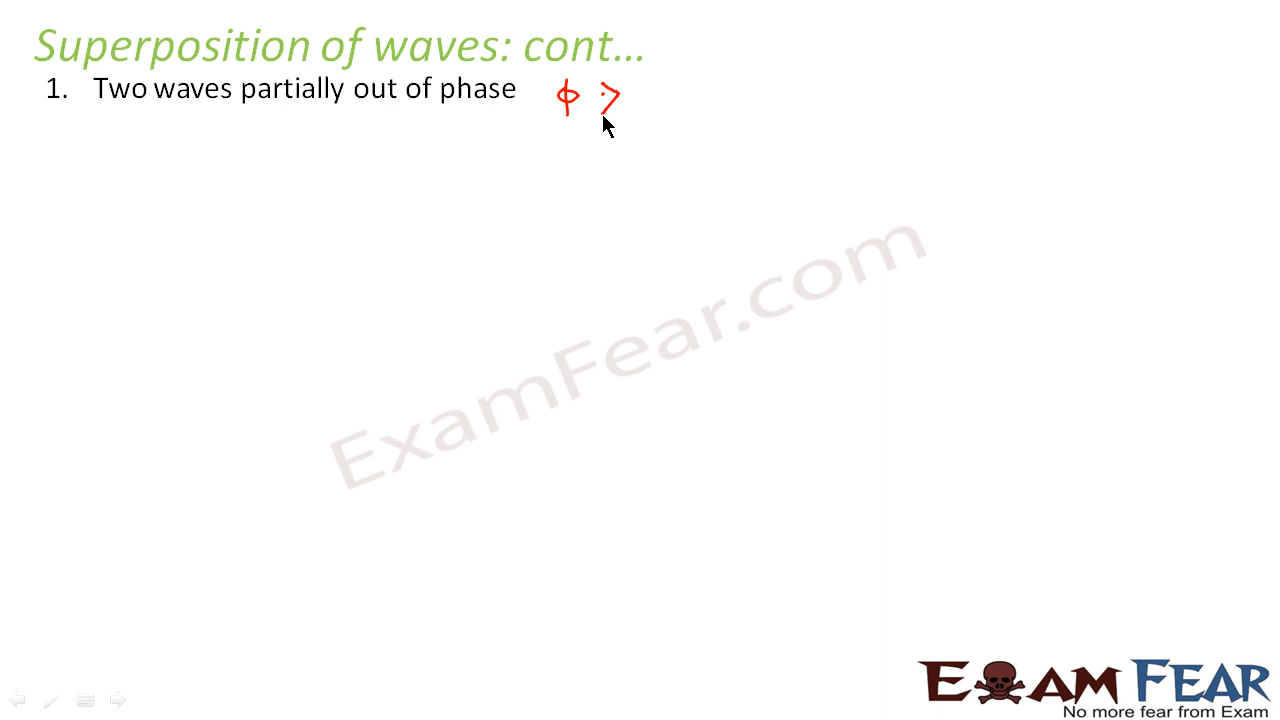 Superposition of waves: cont...
1. Two waves partially out of phase ϕ >
ExamFear.com
EXAM FEAR
No more fear from Exam